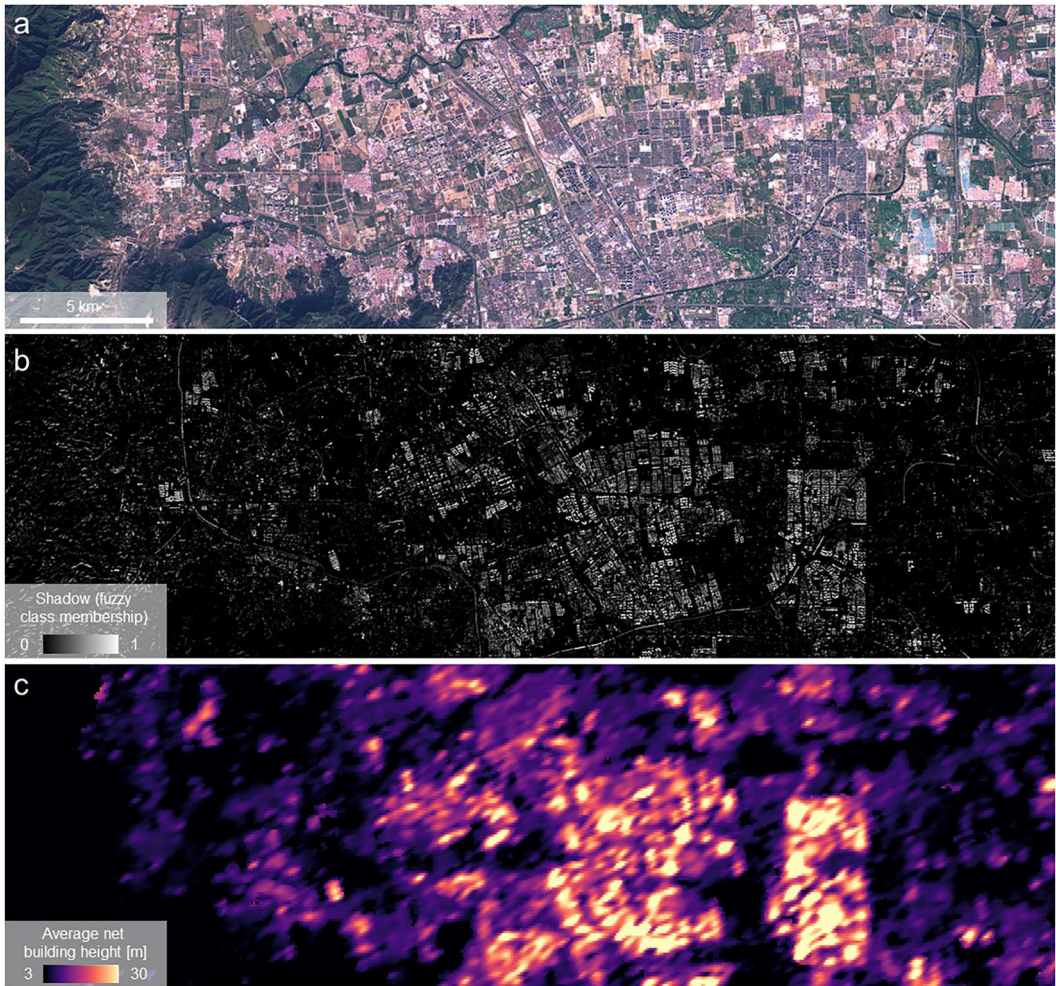 a
5 km
b
Shadow (fuzzy
class membership)
0 1
c
Average net
building height [m]
3 30